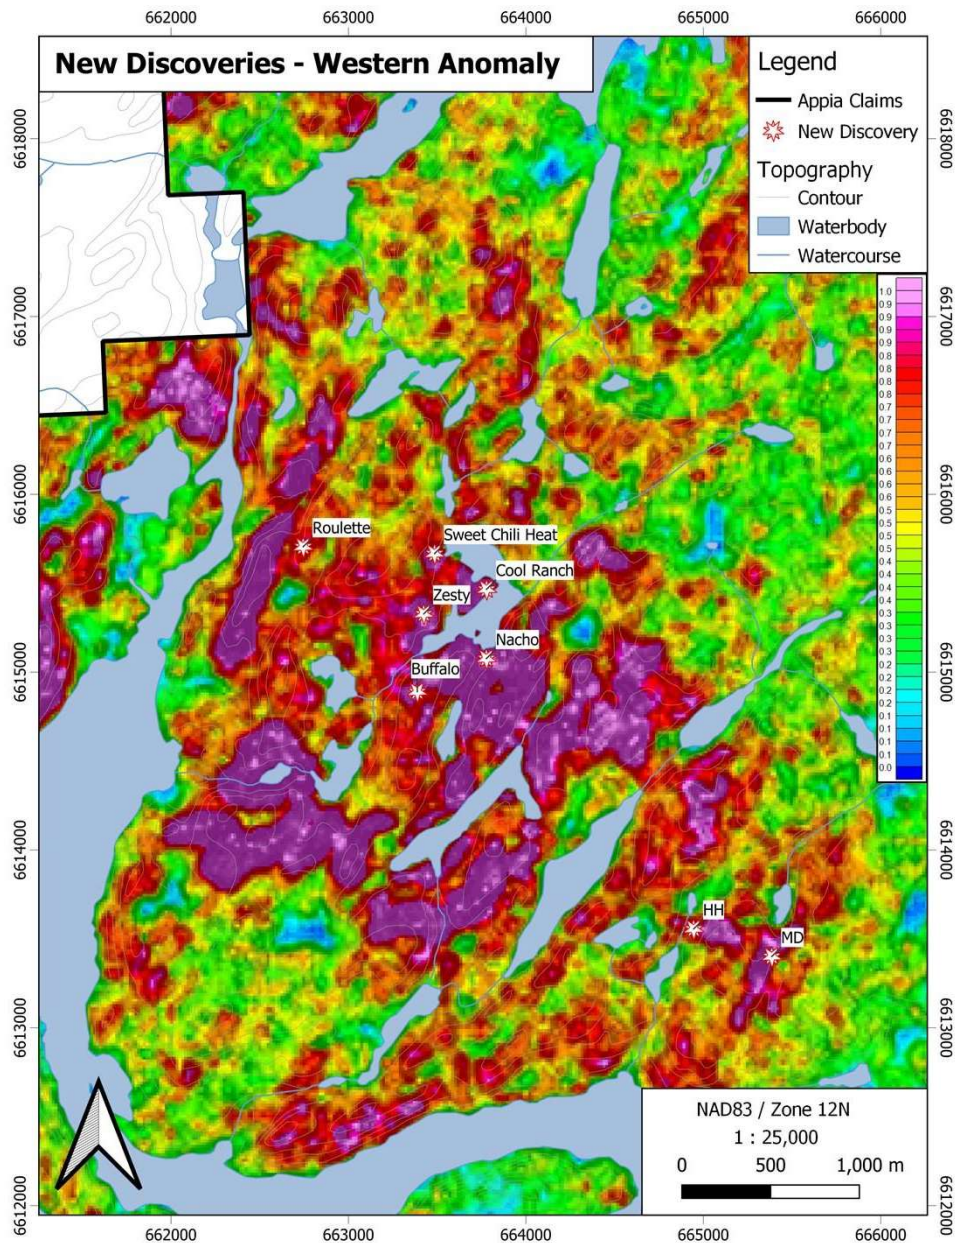 662000 663000 664000 665000 666000
New Discoveries - Western Anomaly
Legend
Appia Claims
New Discovery
Topography
Contour
Waterbody
Watercourse
6618000
6618000
6617000
6617000
1.0
0.9
0.9
0.9
0.8
0.8
0.8
0.7
0.7
0.7
0.6
0.6
0.6
0.5
0.5
0.5
0.4
0.4
0.4
0.3
0.3
0.3
0.2
0.2
0.2
0.1
0.1
0.1
0.0
6616000
6616000
Roulette
Sweet Chili Heat
Cool Ranch
Zesty
Nacho
Buffalo
6615000
6615000
6614000
6614000
HH
MD
6613000
6613000
NAD83 / Zone 12N
1 : 25,000
0 500 1,000 m
6612000
6612000
662000 663000 664000 665000 666000